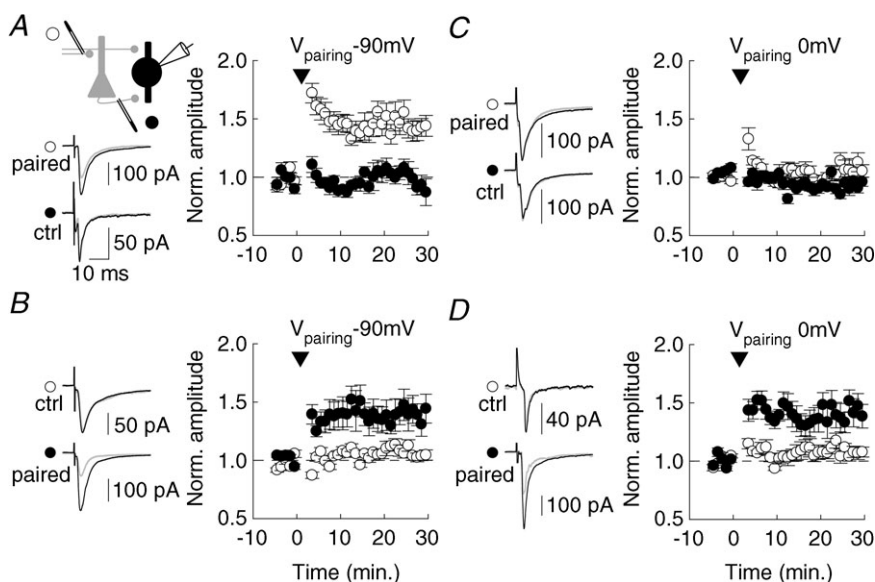 A
paired
100 pA
ctrl
50 pA
10 ms
Norm. amplitude
V pairing -90mV
2.0
1.5
1.0
0.5
-10 0 10 20 30
C
paired
100 pA
ctrl
100 pA
Norm. amplitude
V pairing 0mV
2.0
1.5
1.0
0.5
-10 0 10 20 30
B
ctrl
50 pA
paired
100 pA
Norm. amplitude
V pairing -90mV
2.0
1.5
1.0
0.5
-10 0 10 20 30
Time (min.)
D
ctrl
40 pA
paired
100 pA
Norm. amplitude
V pairing 0mV
2.0
1.5
1.0
0.5
-10 0 10 20 30
Time (min.)